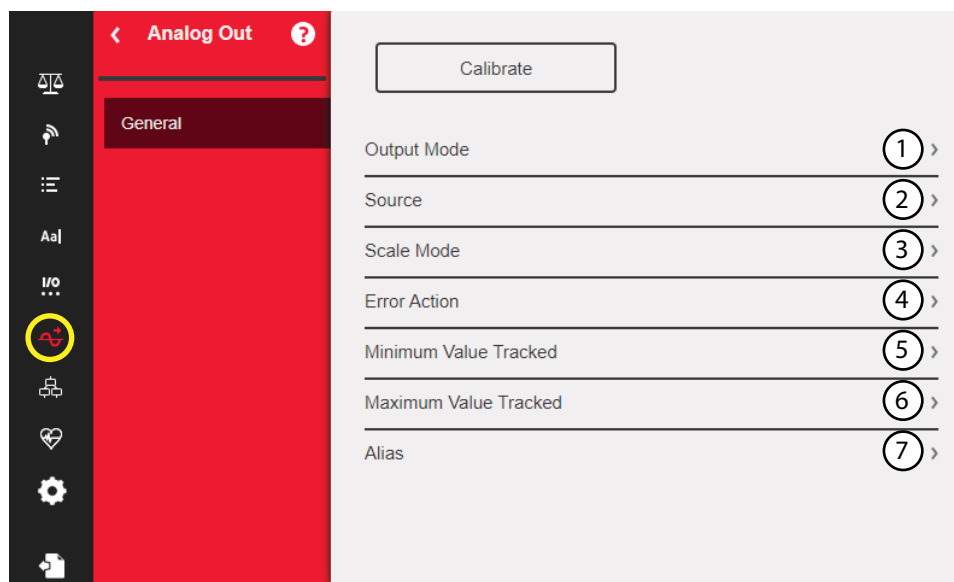 Analog Out ?
General
Aa
I/O
Calibrate
Output Mode 1
Source 2
Scale Mode 3
Error Action 4
Minimum Value Tracked 5
Maximum Value Tracked 6
Alias 7